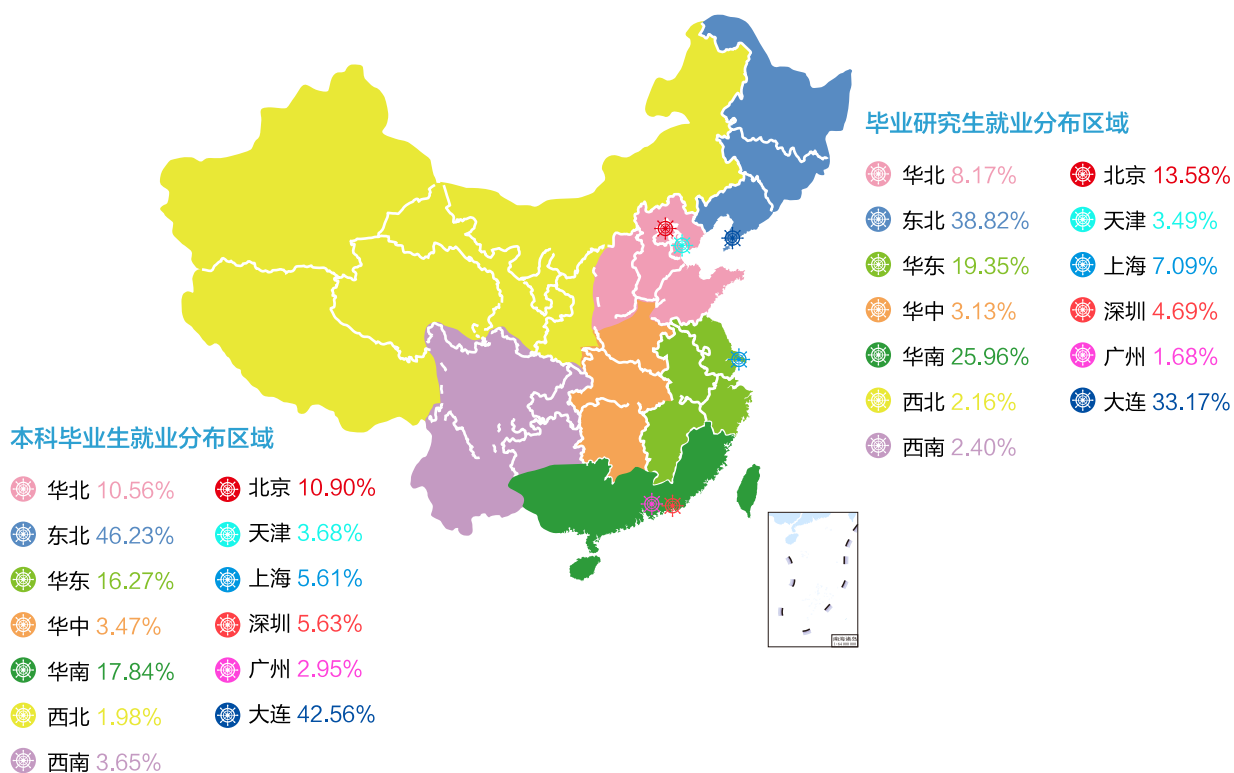 毕业研究生就业分布区域
华北 8.17% 北京 13.58%
东北 38.82% 天津 3.49%
华东 19.35% 上海 7.09%
华中 3.13% 深圳 4.69%
华南 25.96% 广州 1.68%
西北 2.16% 大连 33.17%
西南 2.40%
本科毕业生就业分布区域
华北 10.56% 北京 10.90%
东北 46.23% 天津 3.68%
华东 16.27% 上海 5.61%
华中 3.47% 深圳 5.63%
华南 17.84% 广州 2.95%
西北 1.98% 大连 42.56%
西南 3.65%
南海诸岛